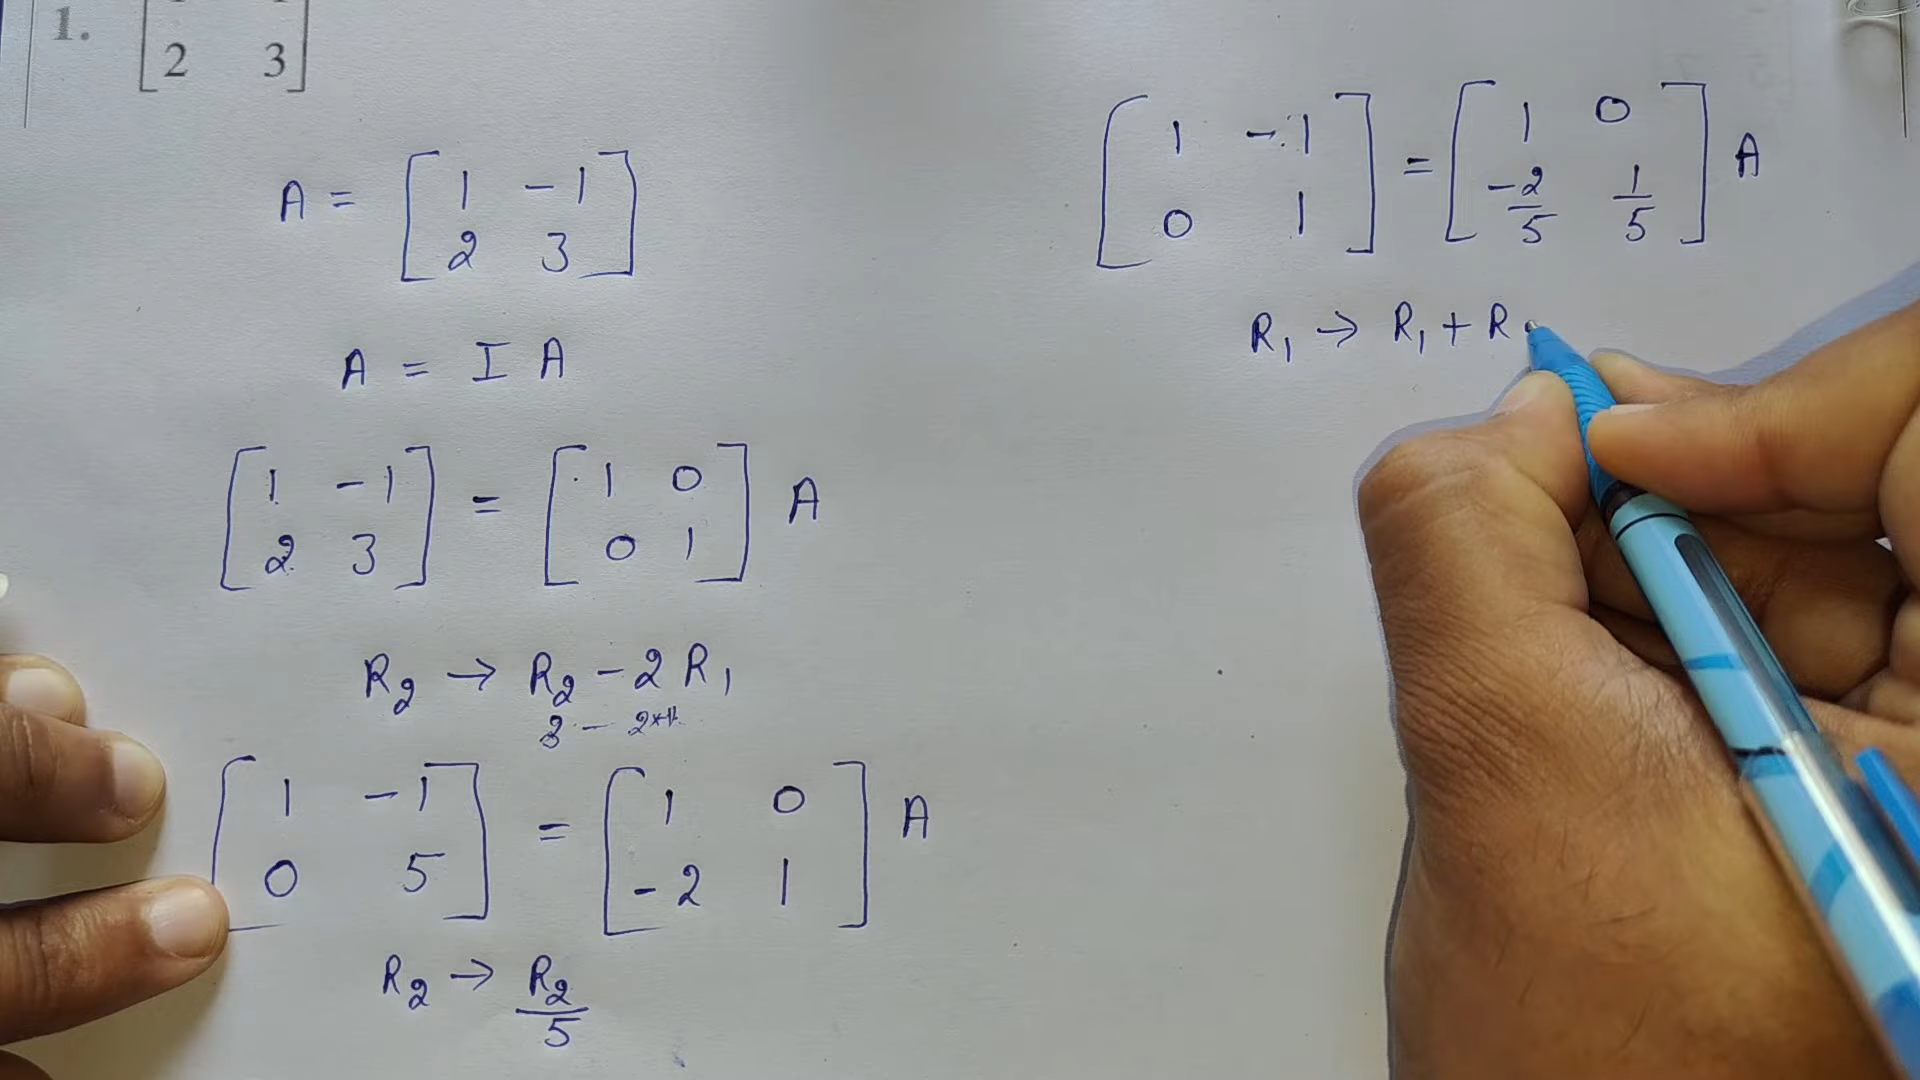 1. [ 2 3 ]
A = [ 1 -1
2 3 ]
A = I A
[ 1 -1
2 3 ] = [ 1 0
0 1 ] A
R₂ → R₂ - 2 R₁
[ 1 -1
0 5 ] = [ 1 0
-2 1 ] A
R₂ → R₂/5
[ 1 -1
0 1 ] = [ 1 0
-2/5 1/5 ] A
R₁ → R₁ + R